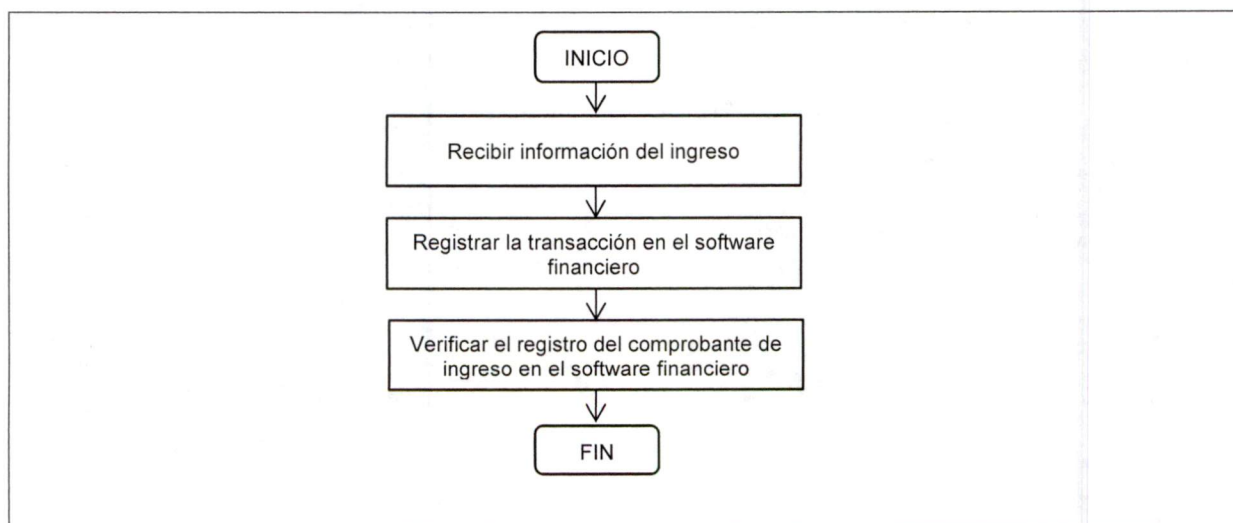 INICIO
Recibir información del ingreso
Registrar la transacción en el software
financiero
Verificar el registro del comprobante de
ingreso en el software financiero
FIN